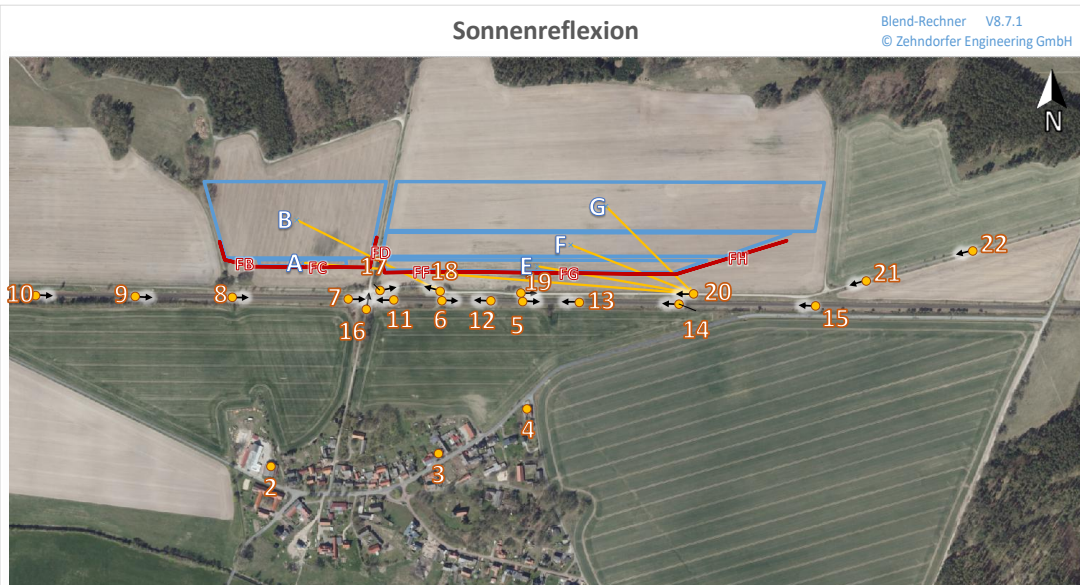 Sonnenreflexion
Blend-Rechner V8.7.1
© Zehndorfer Engineering GmbH
N
B
G
F
E
A
FB
FC
FD
FF
FG
FH
10
9
8
7
17
18
19
20
21
22
16
11
6
12
5
13
14
15
4
3
2